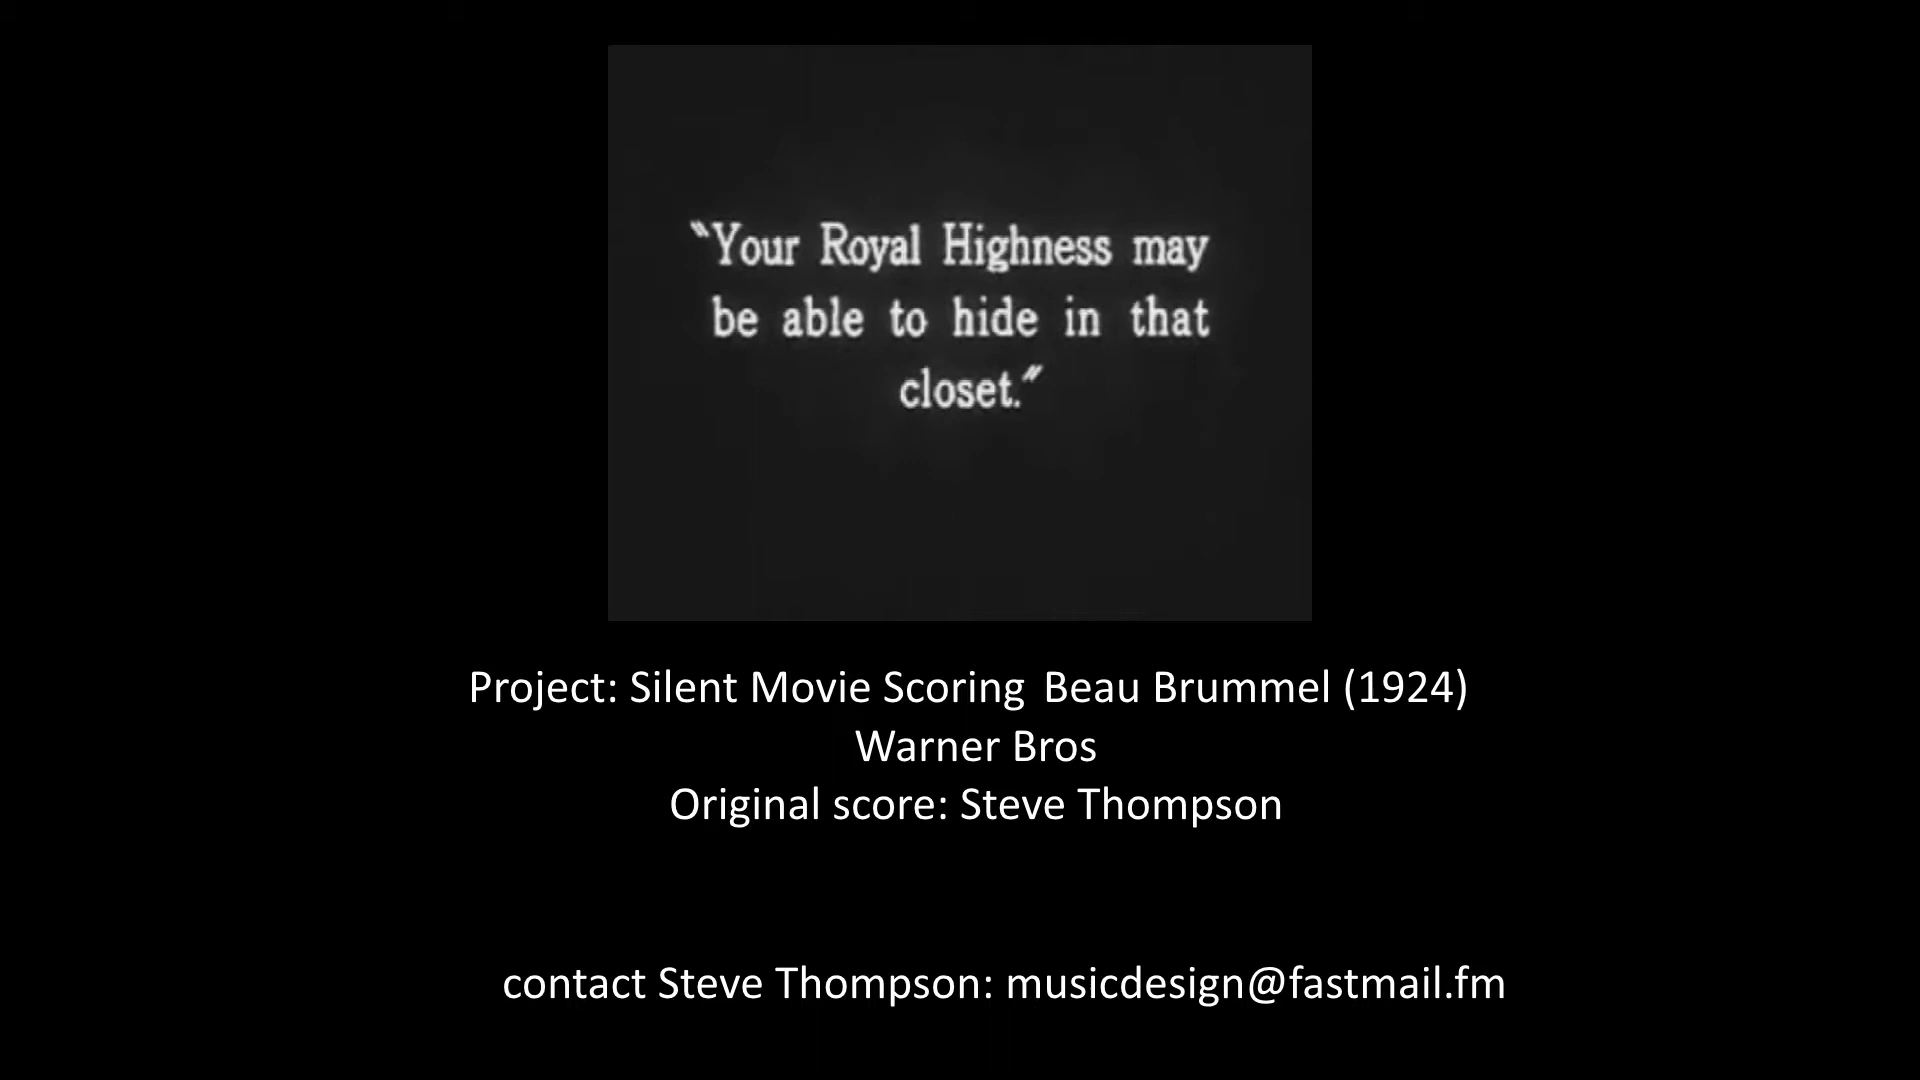 "Your Royal Highness may
be able to hide in that
closet."
Project: Silent Movie Scoring Beau Brummel (1924)
Warner Bros
Original score: Steve Thompson
contact Steve Thompson: musicdesign@fastmail.fm